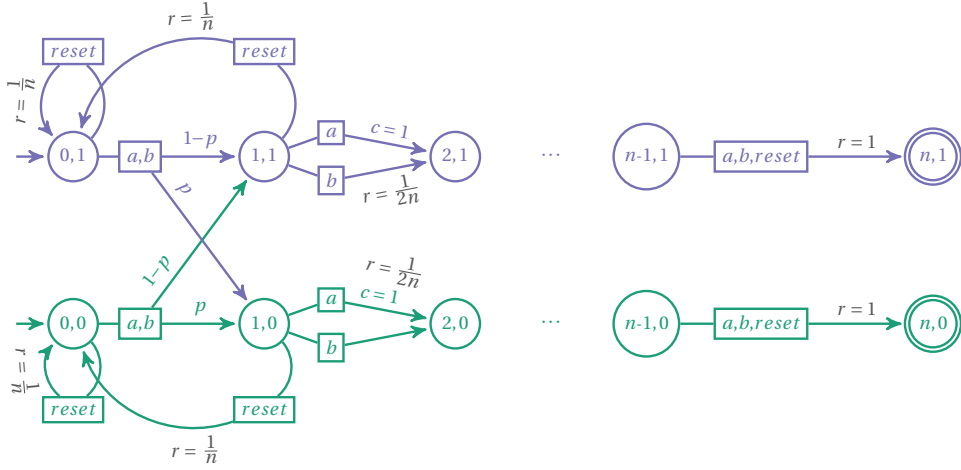 r = 1/n
reset
reset
r = 1/n
0,1
a,b
1−p
1,1
a
c = 1
b
r = 1/2n
2,1
...
n-1,1
a,b,reset
r = 1
n,1
p
1−p
0,0
a,b
p
1,0
a
r = 1/2n
c = 1
b
2,0
...
n-1,0
a,b,reset
r = 1
n,0
r = 1/n
reset
reset
r = 1/n